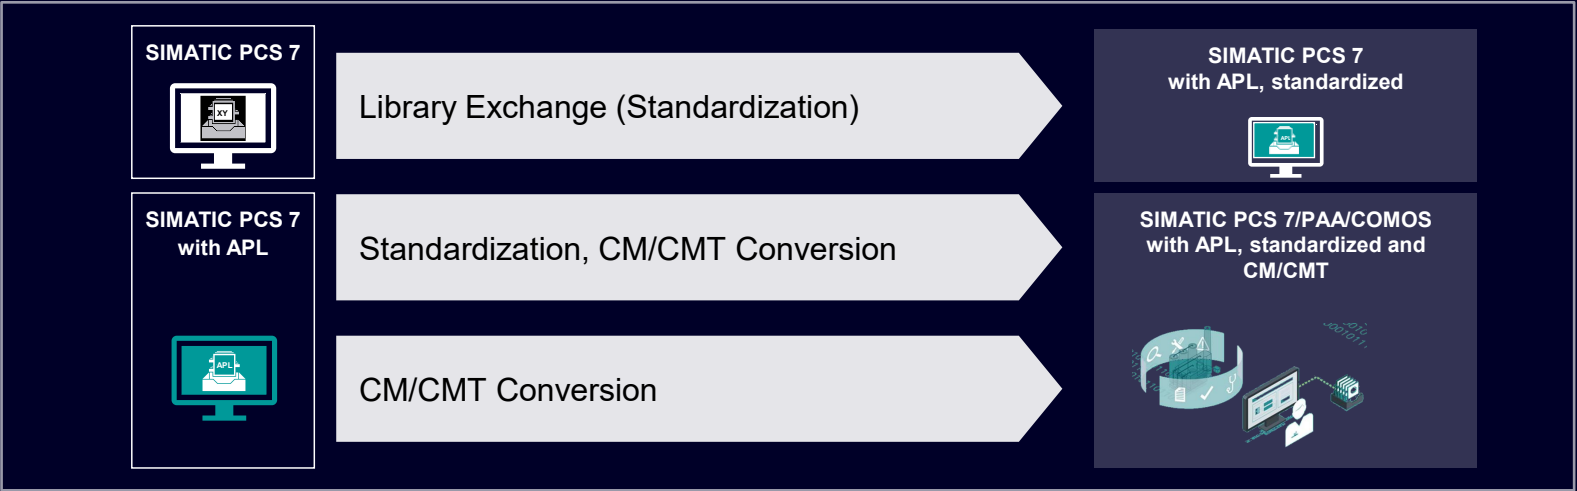 SIMATIC PCS 7
XY
Library Exchange (Standardization)
SIMATIC PCS 7
with APL, standardized
APL
SIMATIC PCS 7
with APL
APL
Standardization, CM/CMT Conversion
CM/CMT Conversion
SIMATIC PCS 7/PAA/COMOS
with APL, standardized and
CM/CMT